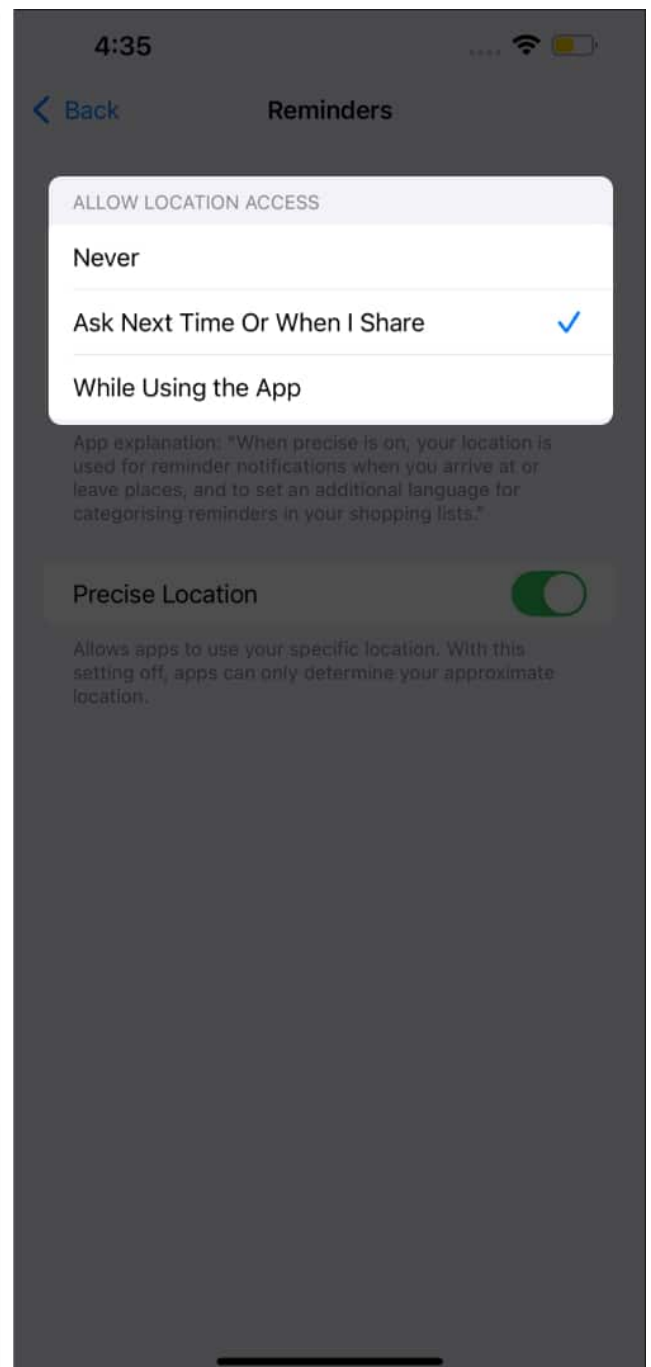 4:35
Back
Reminders
ALLOW LOCATION ACCESS
Never
Ask Next Time Or When I Share
While Using the App
App explanation: "When precise is on, your location is
used for reminder notifications when you arrive at or
leave places, and to set an additional language for
categorising reminders in your shopping lists."
Precise Location
Allows apps to use your specific location. With this
setting off, apps can only determine your approximate
location.